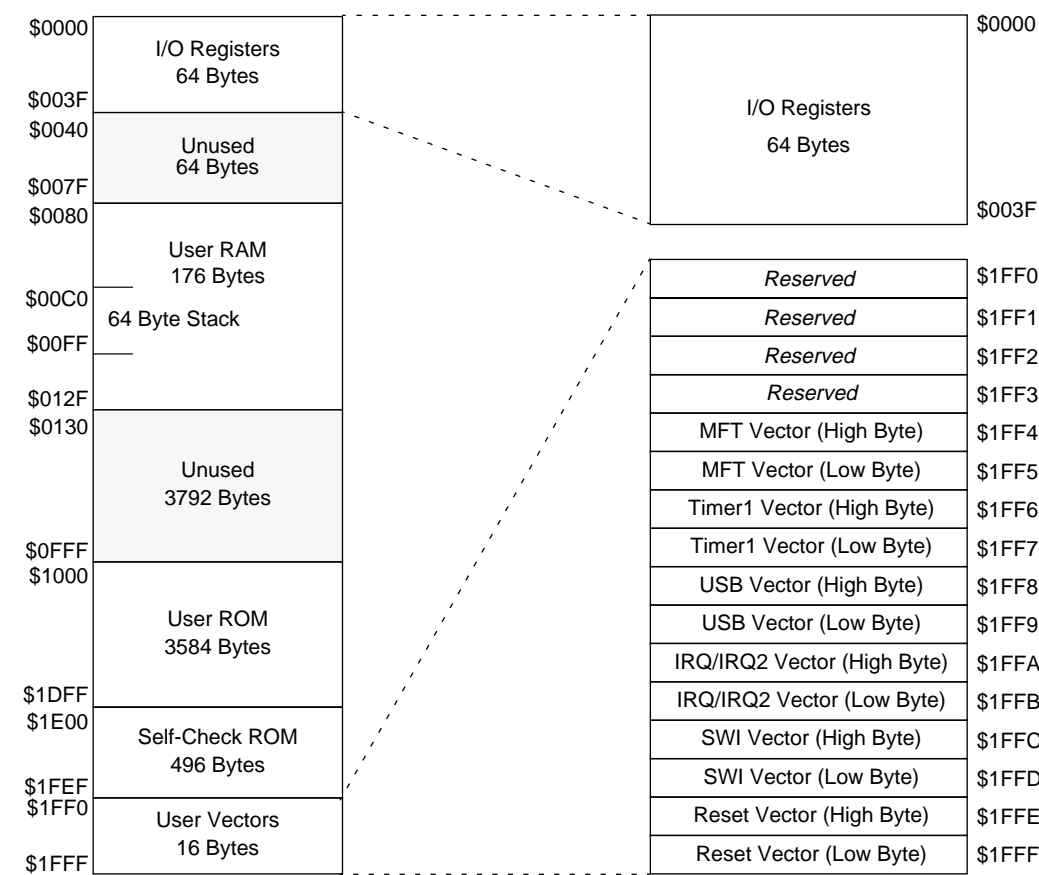 $0000
I/O Registers
64 Bytes
$003F
$0040
Unused
64 Bytes
$007F
$0080
User RAM
176 Bytes
$00C0
64 Byte Stack
$00FF
$012F
$0130
Unused
3792 Bytes
$0FFF
$1000
User ROM
3584 Bytes
$1DFF
$1E00
Self-Check ROM
496 Bytes
$1FEF
$1FF0
User Vectors
16 Bytes
$1FFF
$0000
I/O Registers
64 Bytes
$003F
Reserved $1FF0
Reserved $1FF1
Reserved $1FF2
Reserved $1FF3
MFT Vector (High Byte) $1FF4
MFT Vector (Low Byte) $1FF5
Timer1 Vector (High Byte) $1FF6
Timer1 Vector (Low Byte) $1FF7
USB Vector (High Byte) $1FF8
USB Vector (Low Byte) $1FF9
IRQ/IRQ2 Vector (High Byte) $1FFA
IRQ/IRQ2 Vector (Low Byte) $1FFB
SWI Vector (High Byte) $1FFC
SWI Vector (Low Byte) $1FFD
Reset Vector (High Byte) $1FFE
Reset Vector (Low Byte) $1FFF